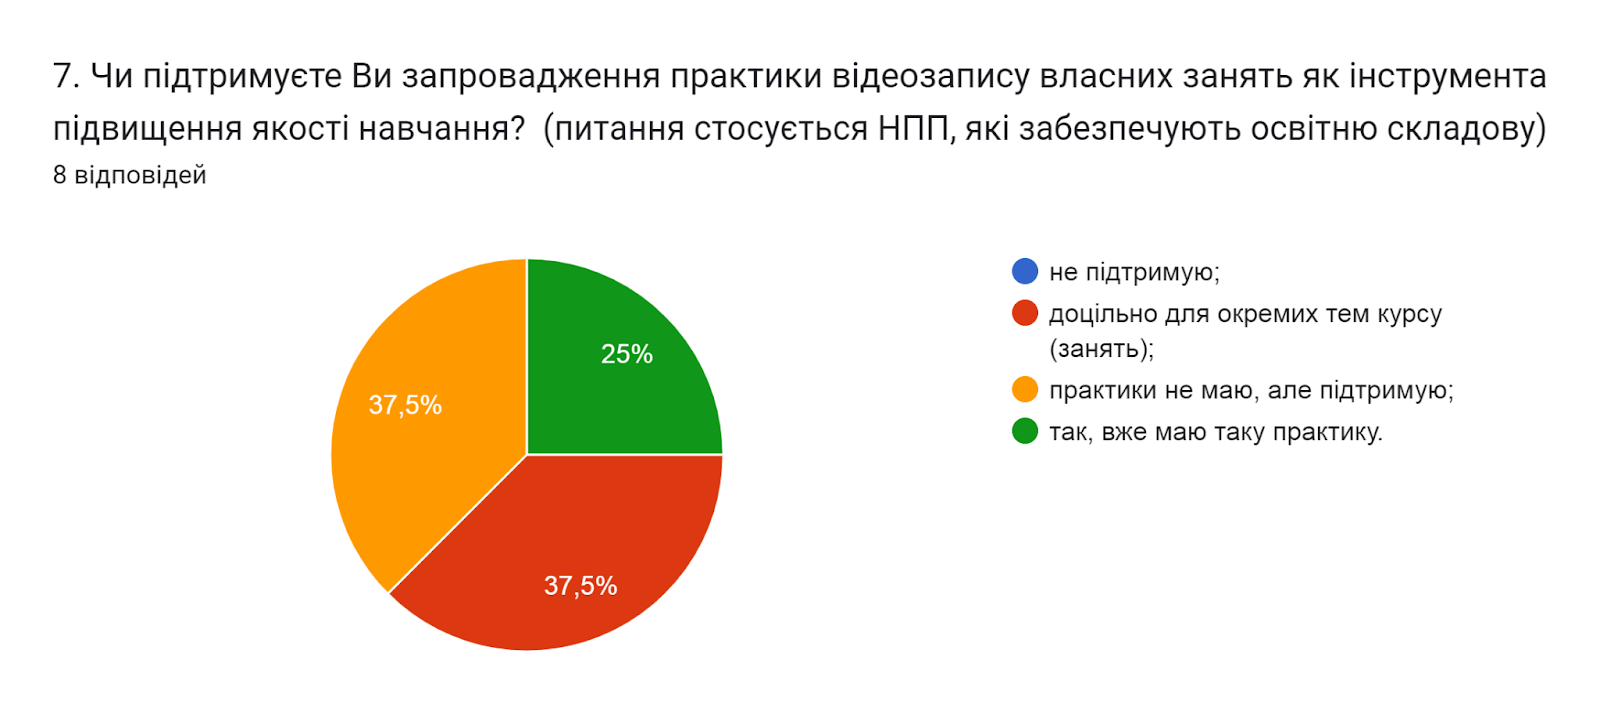 7. Чи підтримуєте Ви запровадження практики відеозапису власних занять як інструмента
підвищення якості навчання?  (питання стосується НПП, які забезпечують освітню складову)
8 відповідей
25%
37,5%
37,5%
не підтримую;
доцільно для окремих тем курсу
(занять);
практики не маю, але підтримую;
так, вже маю таку практику.